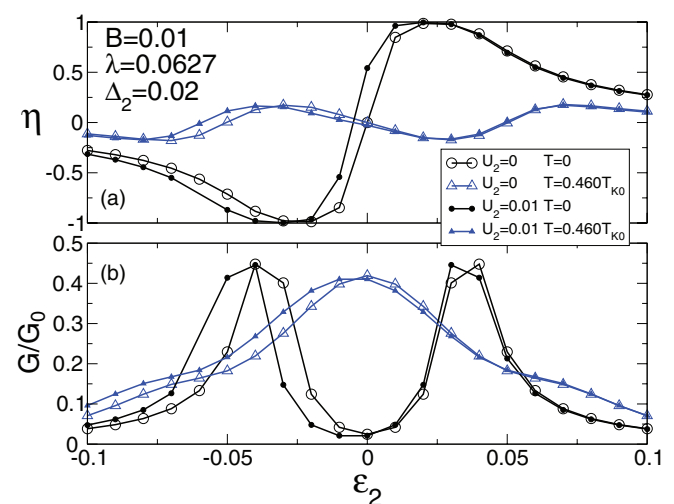 B=0.01
λ=0.0627
Δ₂=0.02
1
0.5
0
-0.5
-1
η
(a)
U₂=0 T=0
U₂=0 T=0.460T_K0
U₂=0.01 T=0
U₂=0.01 T=0.460T_K0
0.5
0.4
0.3
0.2
0.1
0
G/G₀
(b)
-0.1 -0.05 0 0.05 0.1
ε₂